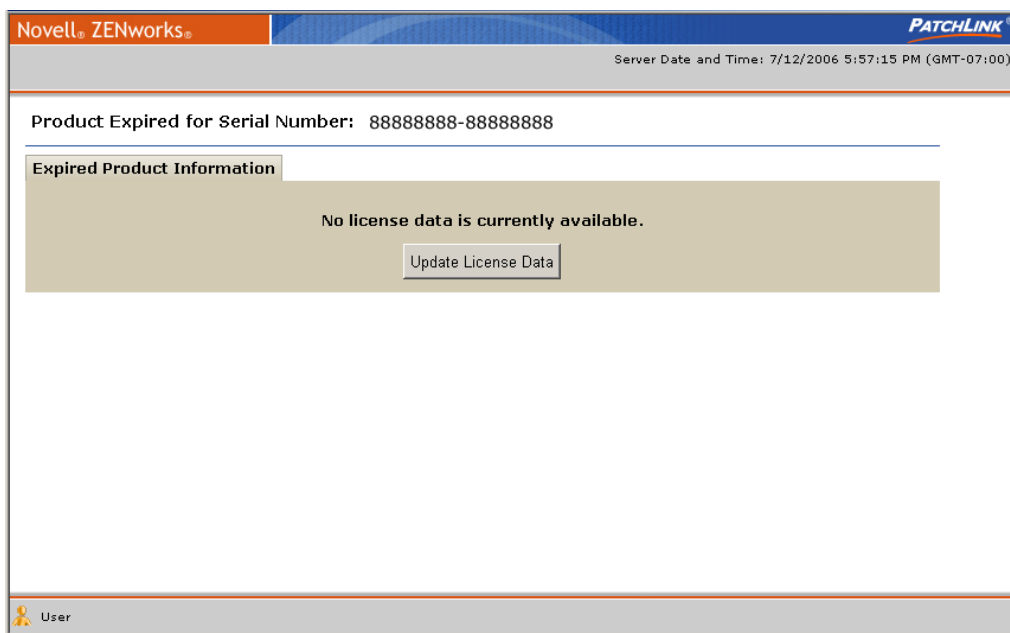 Novell® ZENworks®
PATCHLINK®
Server Date and Time: 7/12/2006 5:57:15 PM (GMT-07:00)
Product Expired for Serial Number: 88888888-88888888
Expired Product Information
No license data is currently available.
Update License Data
User